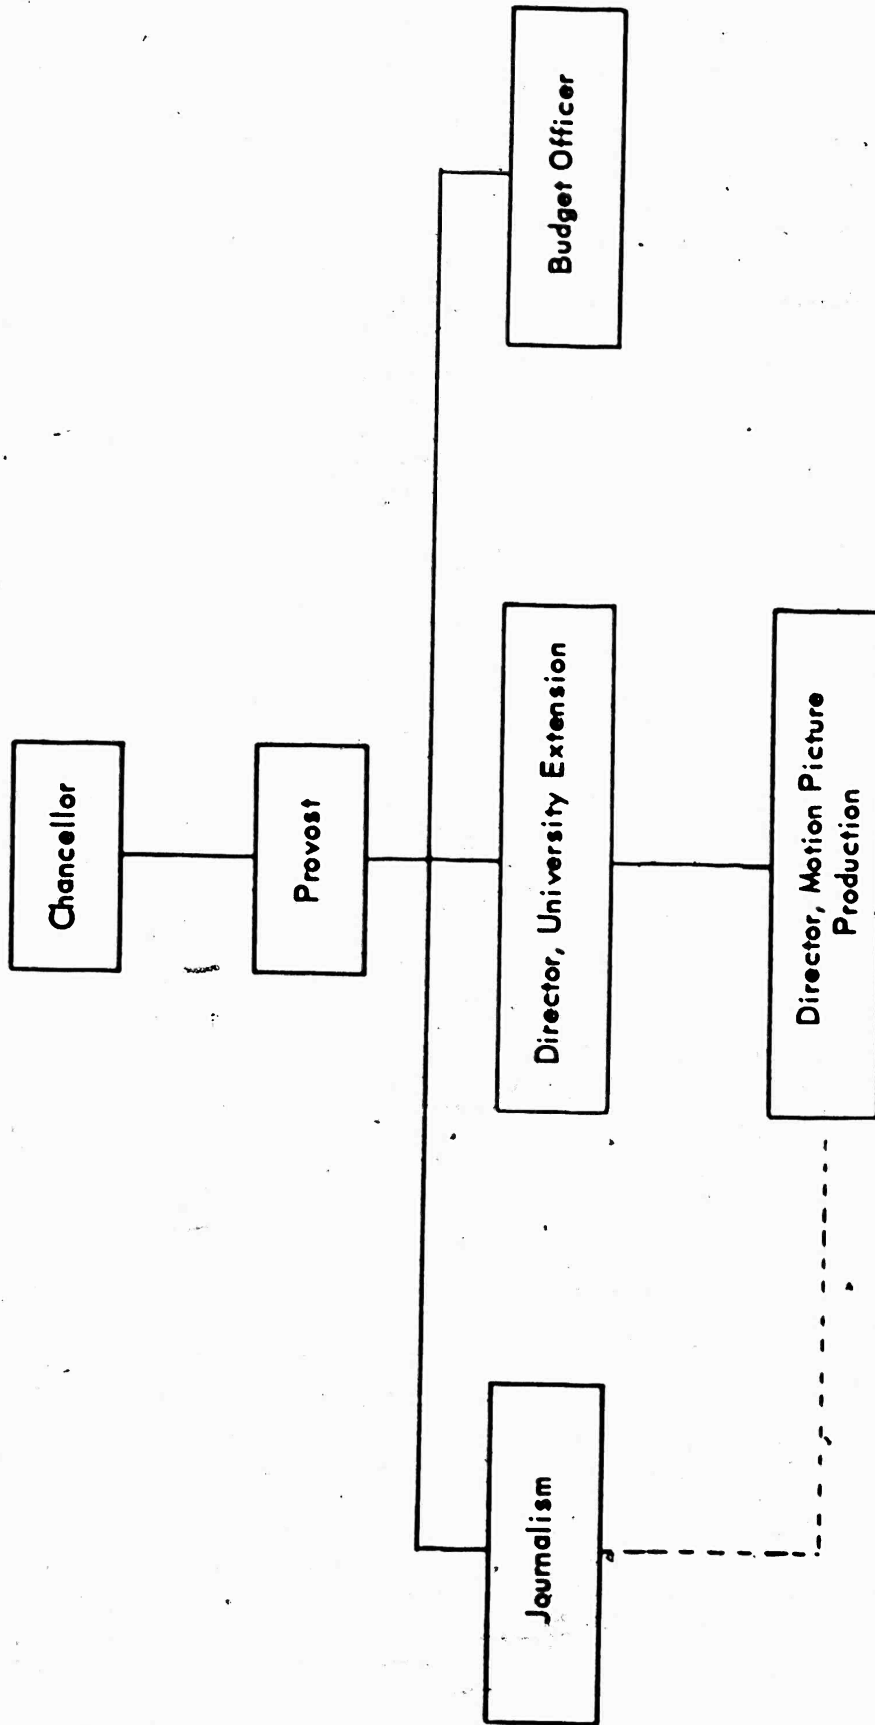 Chancellor
Provost
Journalism
Director, University Extension
Budget Officer
Director, Motion Picture
Production